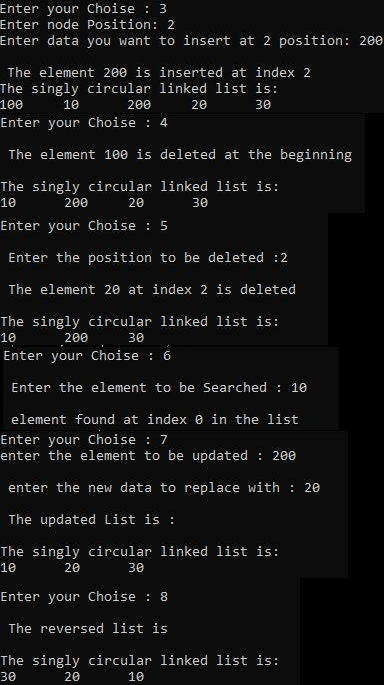 Enter your Choise : 3
Enter node Position: 2
Enter data you want to insert at 2 position: 200
The element 200 is inserted at index 2
The singly circular linked list is:
100 10 200 20 30
Enter your Choise : 4
The element 100 is deleted at the beginning
The singly circular linked list is:
10 200 20 30
Enter your Choise : 5
Enter the position to be deleted :2
The element 20 at index 2 is deleted
The singly circular linked list is:
10 200 30
Enter your Choise : 6
Enter the element to be Searched : 10
element found at index 0 in the list
Enter your Choise : 7
enter the element to be updated : 200
enter the new data to replace with : 20
The updated List is :
The singly circular linked list is:
10 20 30
Enter your Choise : 8
The reversed list is
The singly circular linked list is:
30 20 10